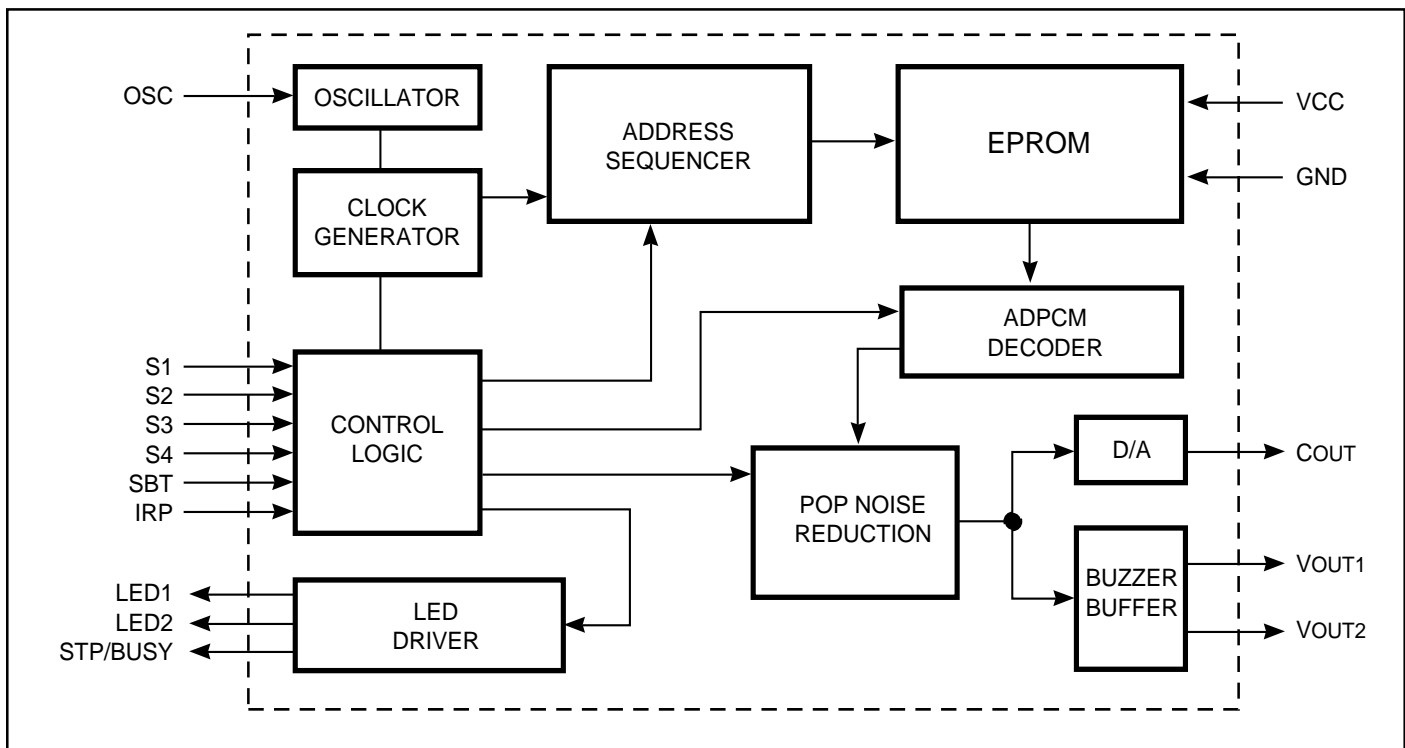 OSC
OSCILLATOR
CLOCK
GENERATOR
ADDRESS
SEQUENCER
EPROM
VCC
GND
ADPCM
DECODER
S1
S2
S3
S4
SBT
IRP
CONTROL
LOGIC
POP NOISE
REDUCTION
D/A
COUT
BUZZER
BUFFER
VOUT1
VOUT2
LED1
LED2
STP/BUSY
LED
DRIVER